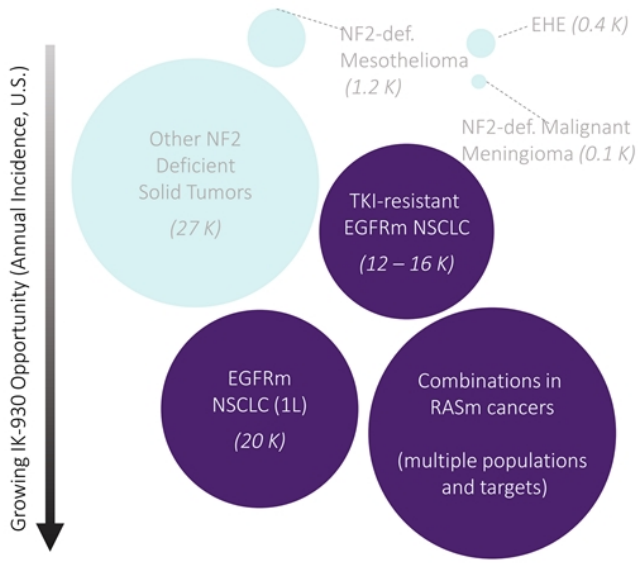 NF2-def.
Mesothelioma
(1.2 K)
EHE (0.4 K)
NF2-def. Malignant
Meningioma (0.1 K)
Other NF2
Deficient
Solid Tumors
(27 K)
TKI-resistant
EGFRm NSCLC
(12 – 16 K)
EGFRm
NSCLC (1L)
(20 K)
Combinations in
RASm cancers
(multiple populations
and targets)
Growing IK-930 Opportunity (Annual Incidence, U.S.)